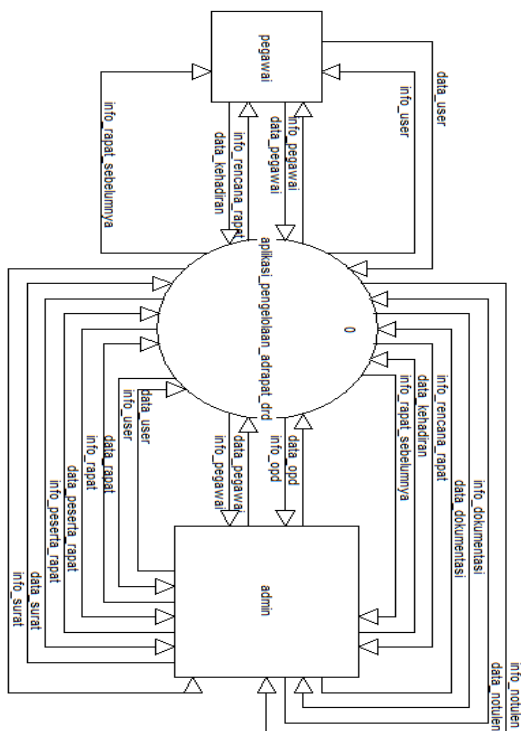 pegawai
data_user
info_user
info_pegawai
data_pegawai
info_rencana_rapat
data_kehadiran
info_rapat_sebelumnya
0
aplikasi_pengelolaan_adrapat_drd
info_rencana_rapat
data_kehadiran
info_rapat_sebelumnya
data_opd
info_opd
data_pegawai
info_pegawai
data_user
info_user
data_rapat
info_rapat
data_peserta_rapat
info_peserta_rapat
data_surat
info_surat
info_dokumentasi
data_dokumentasi
info_notulen
data_notulen
admin